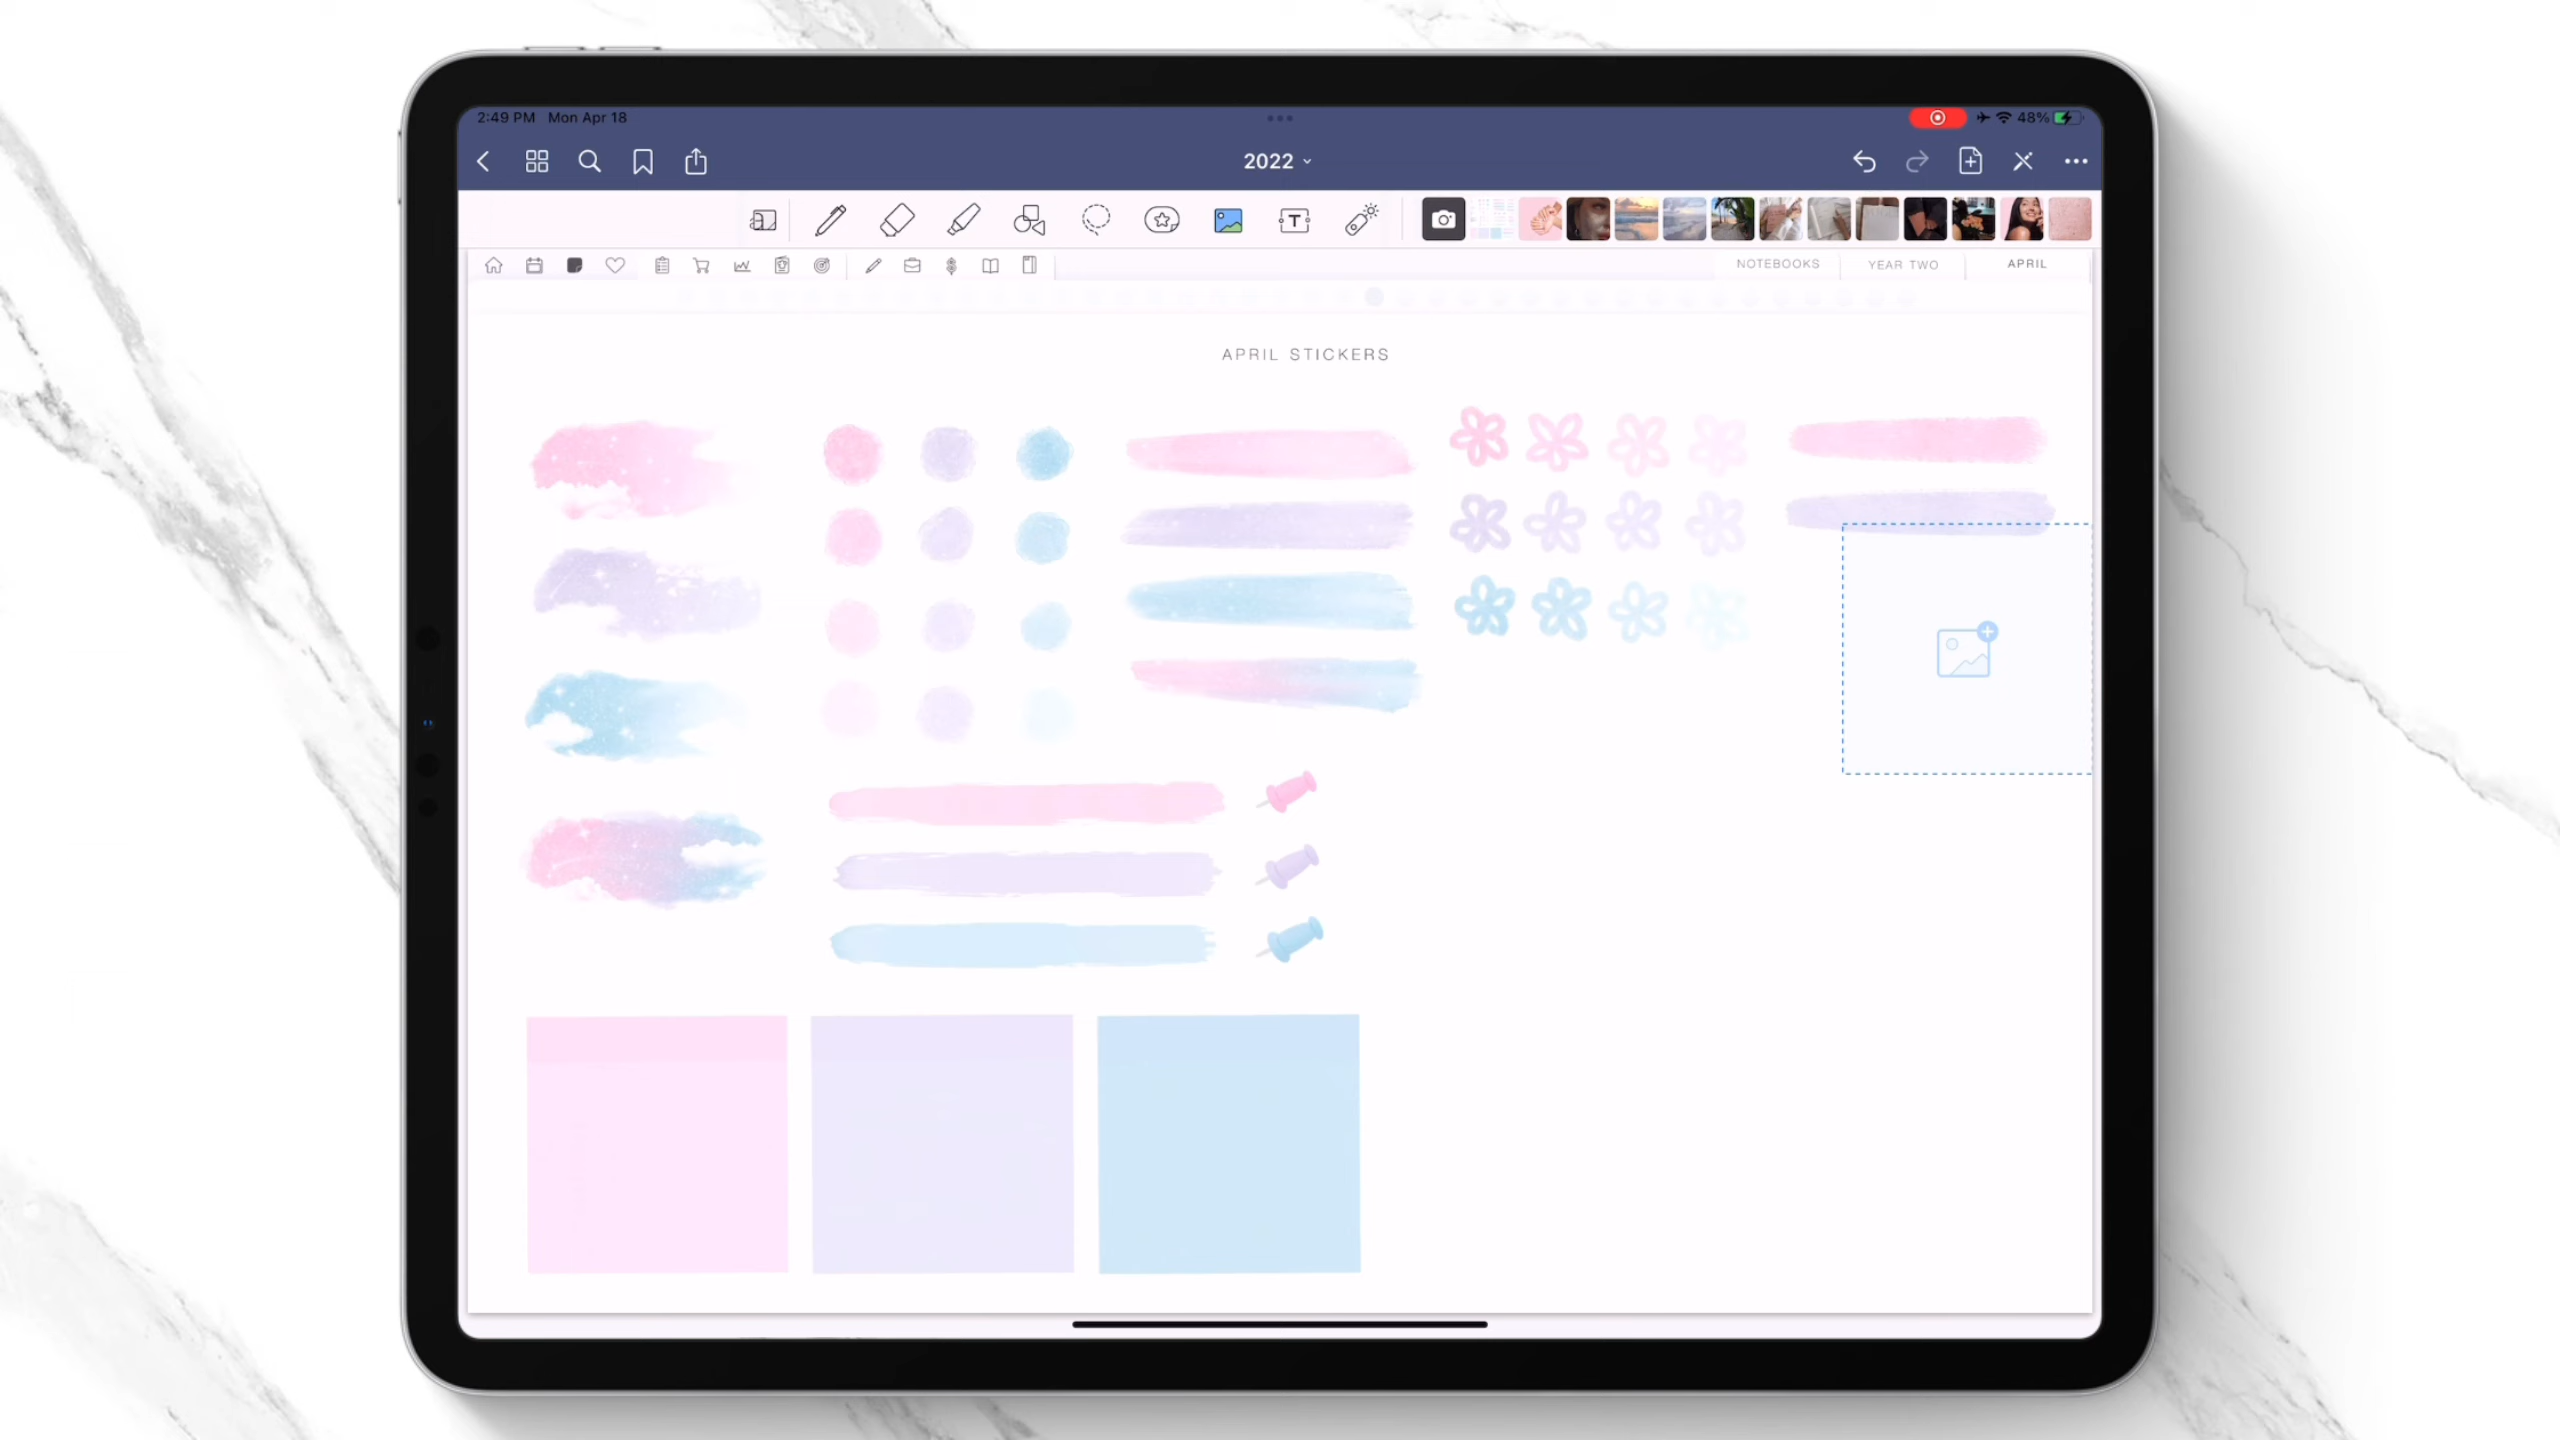 2:49 PM Mon Apr 18
48%
2022
a
T
NOTEBOOKS
YEAR TWO
APRIL
APRIL STICKERS